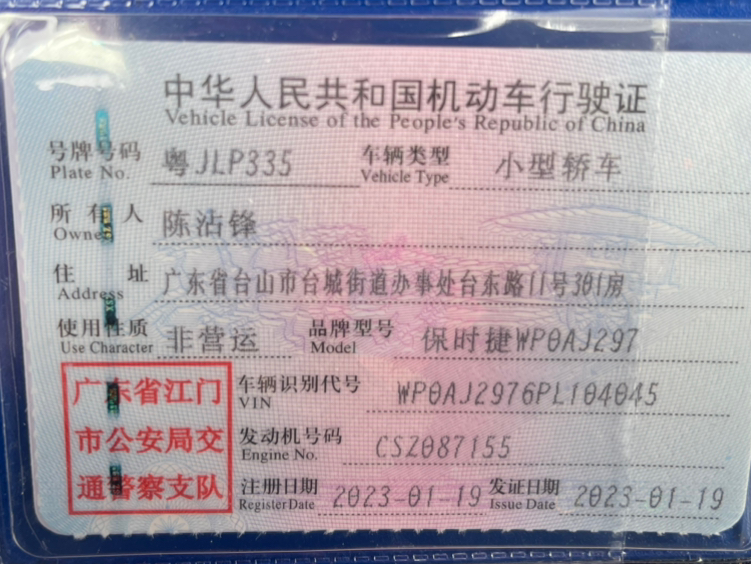 中华人民共和国机动车行驶证
Vehicle License of the People's Republic of China
号牌号码 粤JLP335 车辆类型 小型轿车
Plate No. Vehicle Type
所有人 陈沾锋
Owner
住址 广东省台山市台城街道办事处台东路11号301房
Address
使用性质 非营运 品牌型号 保时捷WP0AJ297
Use Character Model
广东省江门 车辆识别代号 WP0AJ2976PL104045
VIN
市公安局交 发动机号码 CSZ087155
Engine No.
通警察支队 注册日期 2023-01-19 发证日期 2023-01-19
Register Date Issue Date